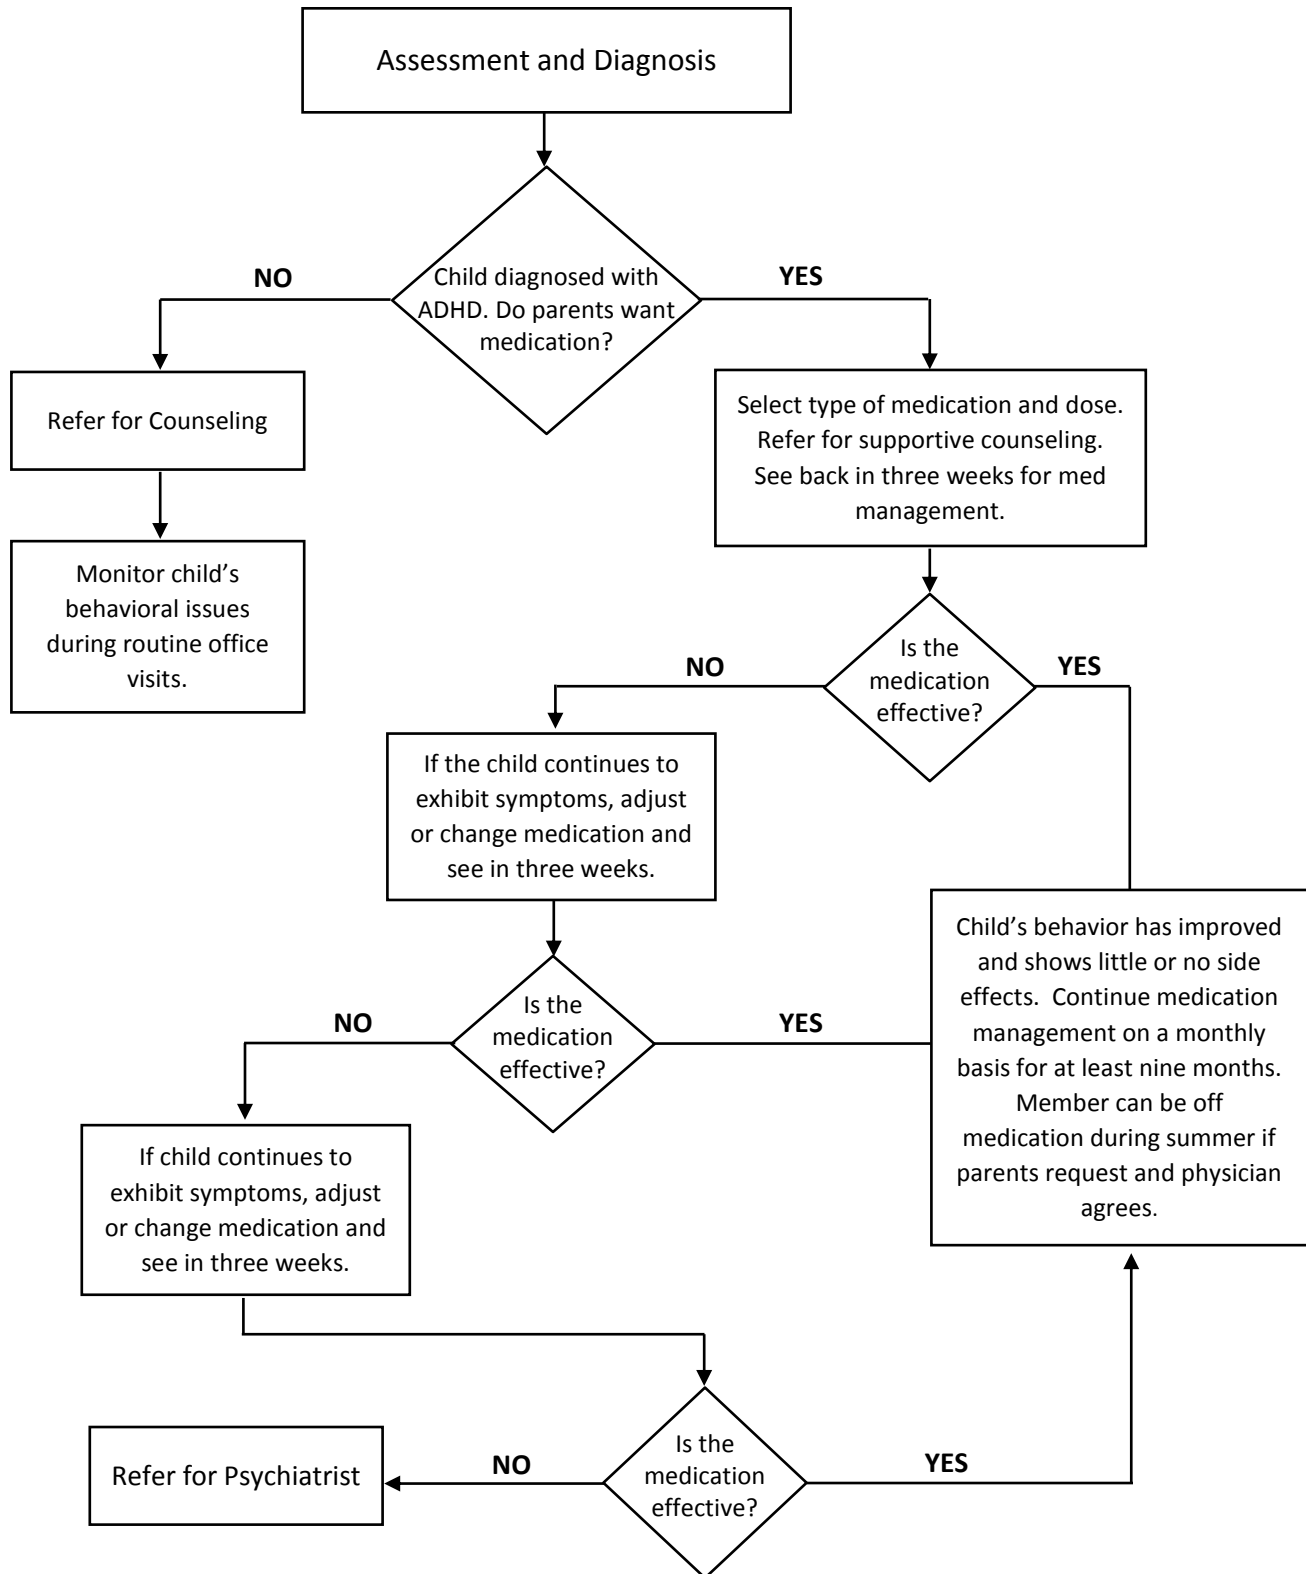 Assessment and Diagnosis
Child diagnosed with
ADHD. Do parents want
medication?
NO
YES
Refer for Counseling
Select type of medication and dose.
Refer for supportive counseling.
See back in three weeks for med
management.
Monitor child’s
behavioral issues
during routine office
visits.
Is the
medication
effective?
NO
YES
If the child continues to
exhibit symptoms, adjust
or change medication and
see in three weeks.
Child’s behavior has improved
and shows little or no side
effects.  Continue medication
management on a monthly
basis for at least nine months.
Member can be off
medication during summer if
parents request and physician
agrees.
Is the
medication
effective?
NO
YES
If child continues to
exhibit symptoms, adjust
or change medication and
see in three weeks.
Is the
medication
effective?
NO
YES
Refer for Psychiatrist